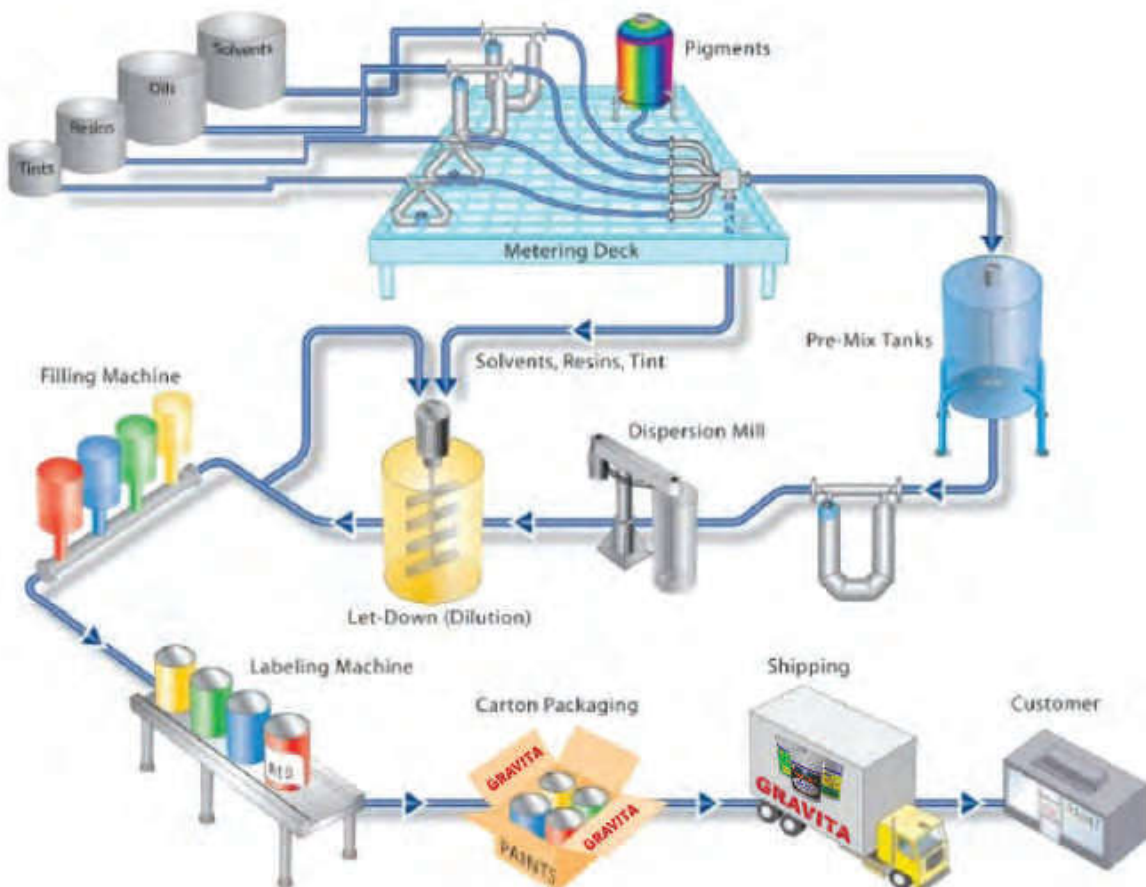 Solvents
Oils
Resins
Tints
Pigments
Metering Deck
Solvents, Resins, Tint
Pre-Mix Tanks
Filling Machine
Dispersion Mill
Let-Down (Dilution)
Labeling Machine
RED
Carton Packaging
GRAVITA
GRAVITA
PAINTS
Shipping
GRAVITA
Customer